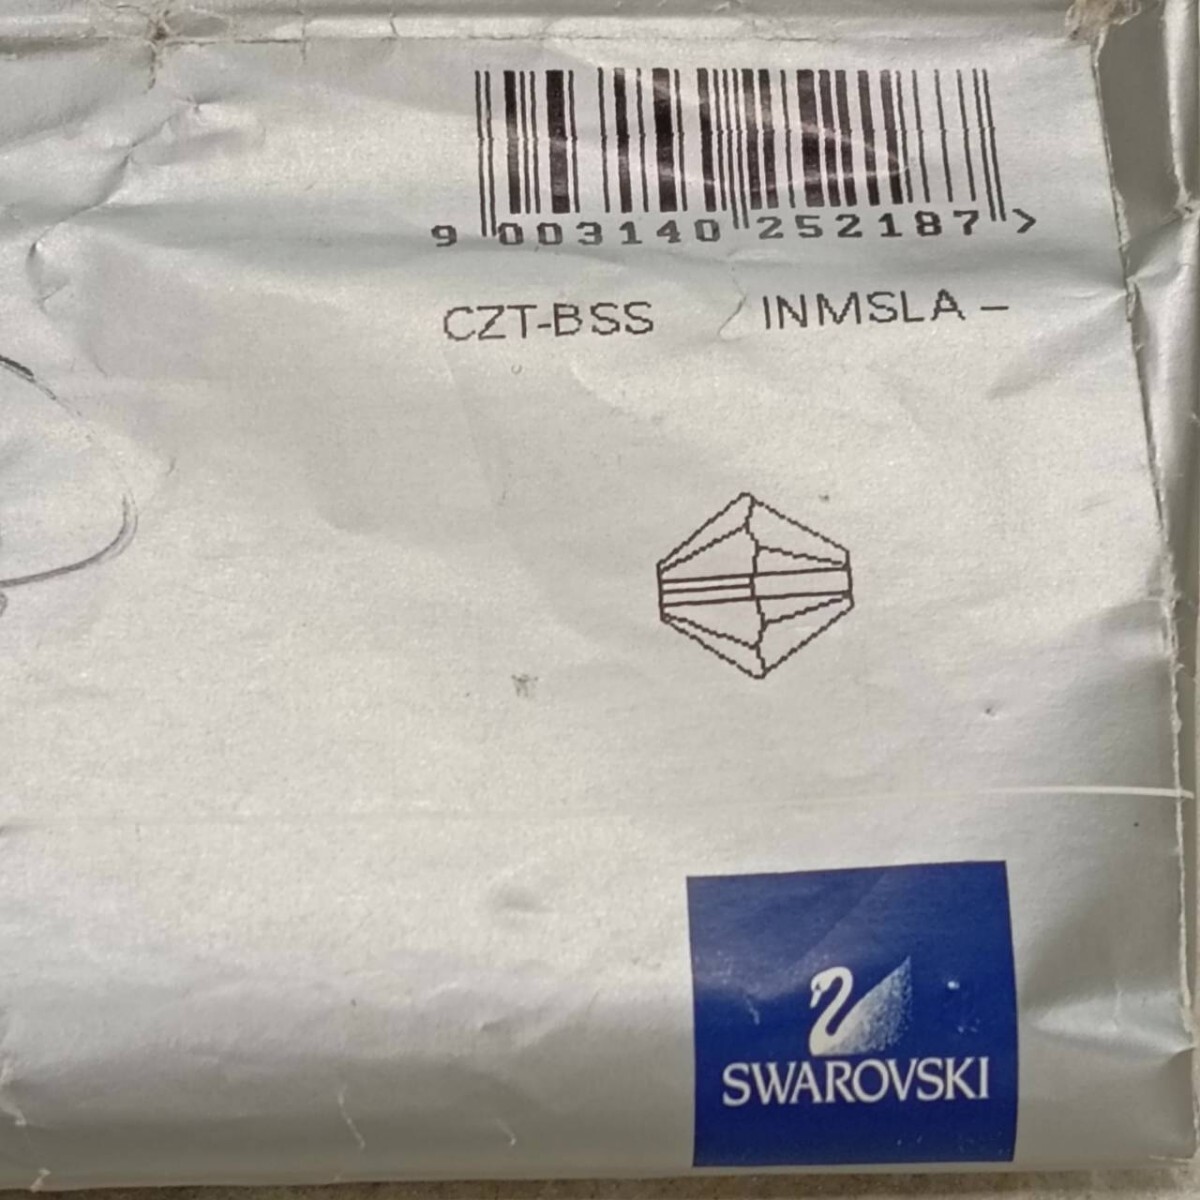 9 003140 252187 >
CZT-BSS INMSLA –
SWAROVSKI